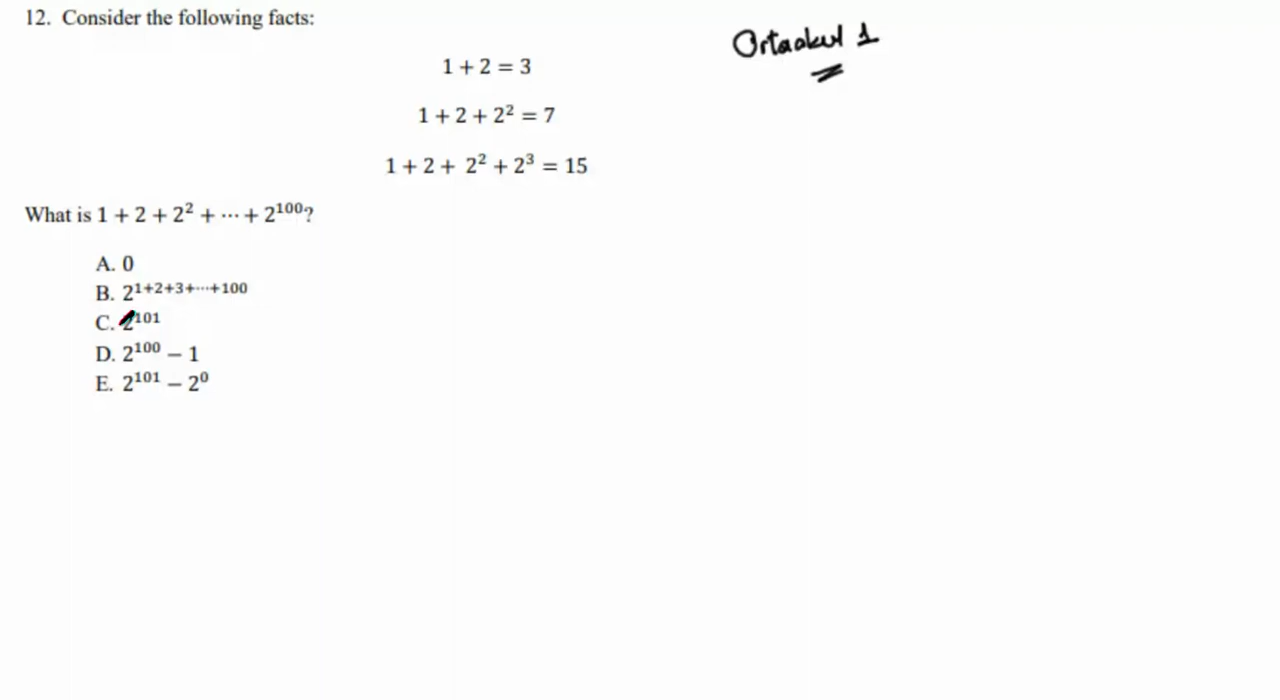 12. Consider the following facts:
Ortaokul 1
1 + 2 = 3
1 + 2 + 2² = 7
1 + 2 + 2² + 2³ = 15
What is 1 + 2 + 2² + ⋯ + 2¹⁰⁰?
A. 0
B. 2¹⁺²⁺³⁺⋯⁺¹⁰⁰
C. 2¹⁰¹
D. 2¹⁰⁰ − 1
E. 2¹⁰¹ − 2⁰